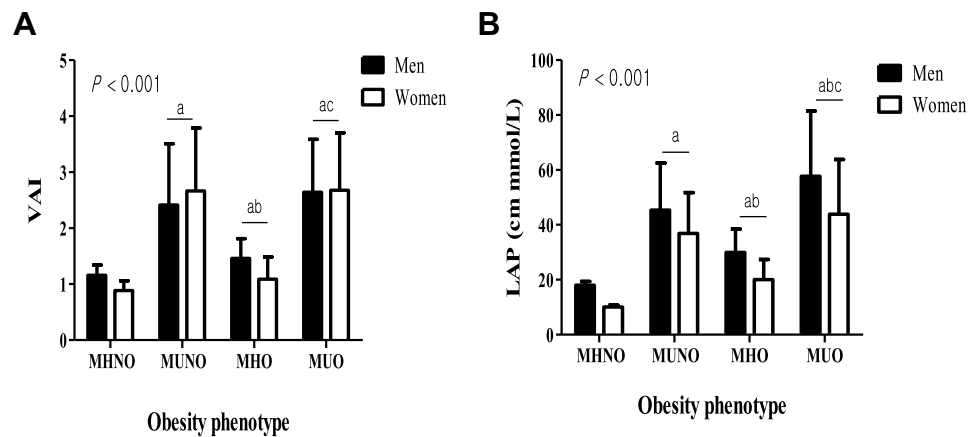 A
5
4
3
2
1
0
VAI
P < 0.001
a
ab
ac
Men
Women
MHNO
MUNO
MHO
MUO
Obesity phenotype
B
100
80
60
40
20
0
LAP (cm mmol/L)
P < 0.001
a
ab
abc
Men
Women
MHNO
MUNO
MHO
MUO
Obesity phenotype